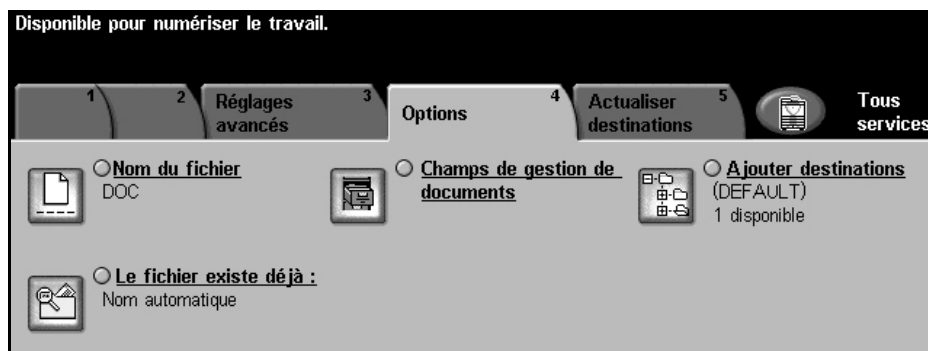 Disponible pour numériser le travail.
1 2 Réglages avancés 3 Options 4 Actualiser destinations 5 Tous services
Nom du fichier
DOC
Champs de gestion de
documents
Ajouter destinations
(DEFAULT)
1 disponible
Le fichier existe déjà :
Nom automatique